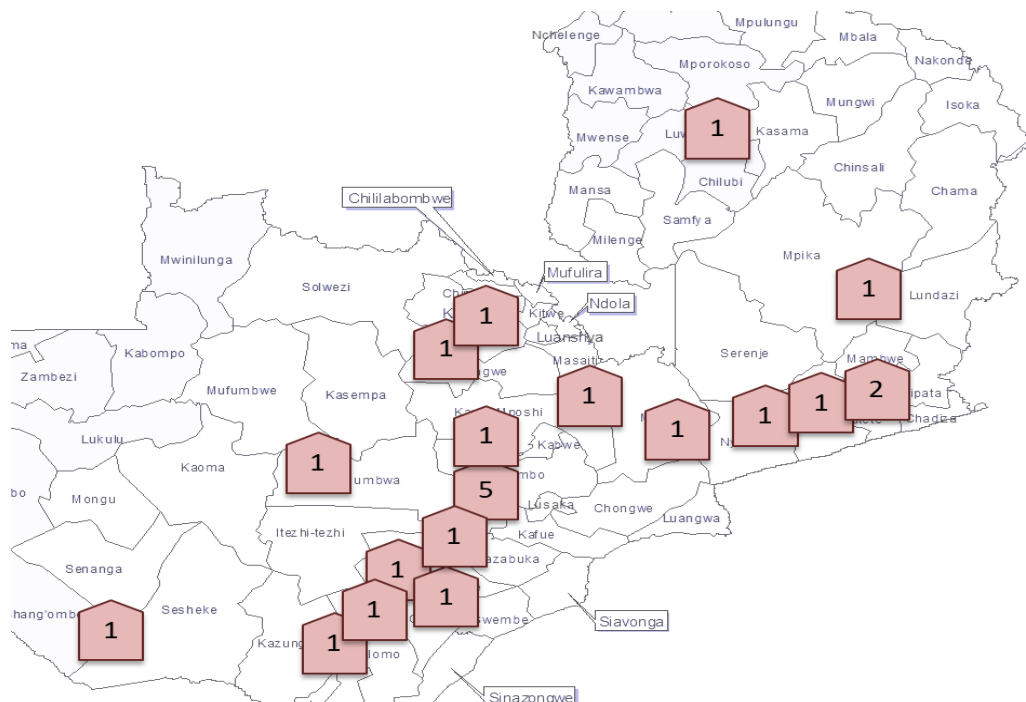 Mpulungu
Nchelenge
Mbala
Nakonde
Mporokoso
Kawambwa
Mungwi
Isoka
1
Kasama
Mwense
Chinsali
Mansa
Chilubi
Chama
Chililabombwe
Samfya
Milenge
Mpika
Mwinilunga
Mufulira
Solwezi
1
Lundazi
Ndola
1
Kitwe
Luanshya
1
Kabompo
Serenje
Mambwe
Zambezi
Masaiti
Mufumbwe
Kasempa
1
1
1
2
Chadiza
1
1
Lukulu
Kabwe
Kaoma
1
5
Mongu
Lusaka
Chongwe
Luangwa
Itezhi-tezhi
1
Kafue
Senanga
1
Sesheke
1
1
Siavonga
1
1
Sinazongwe